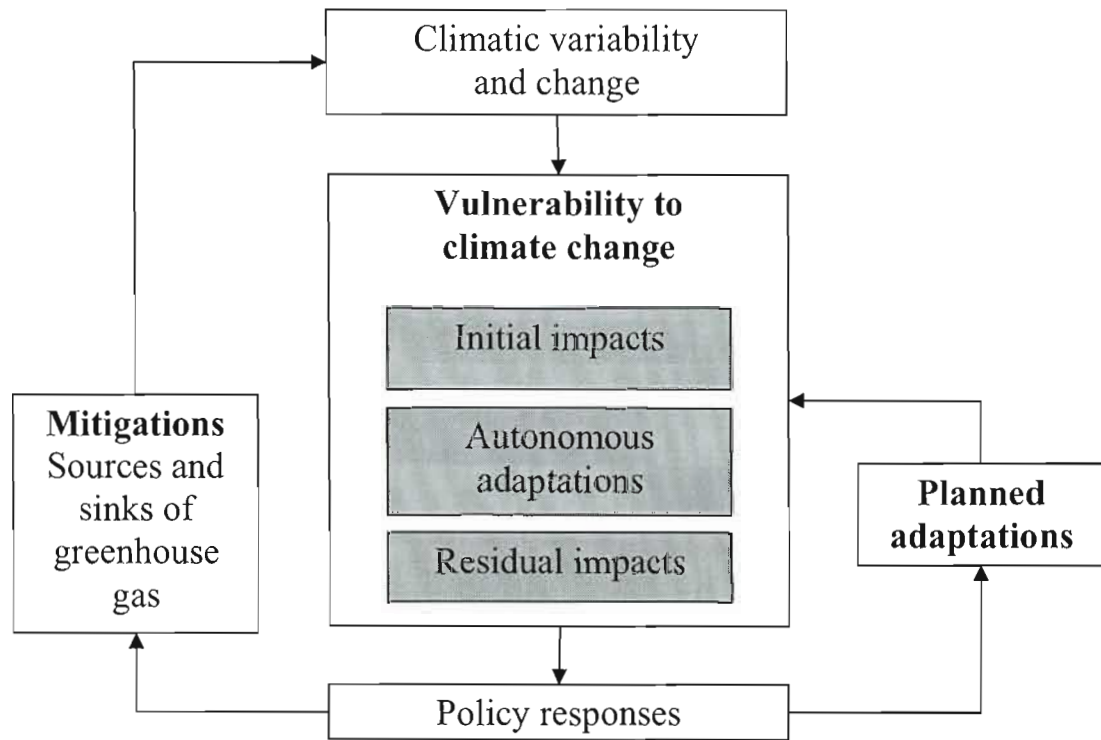 Climatic variability
and change
Vulnerability to
climate change
Initial impacts
Autonomous
adaptations
Residual impacts
Mitigations
Sources and
sinks of
greenhouse
gas
Planned
adaptations
Policy responses